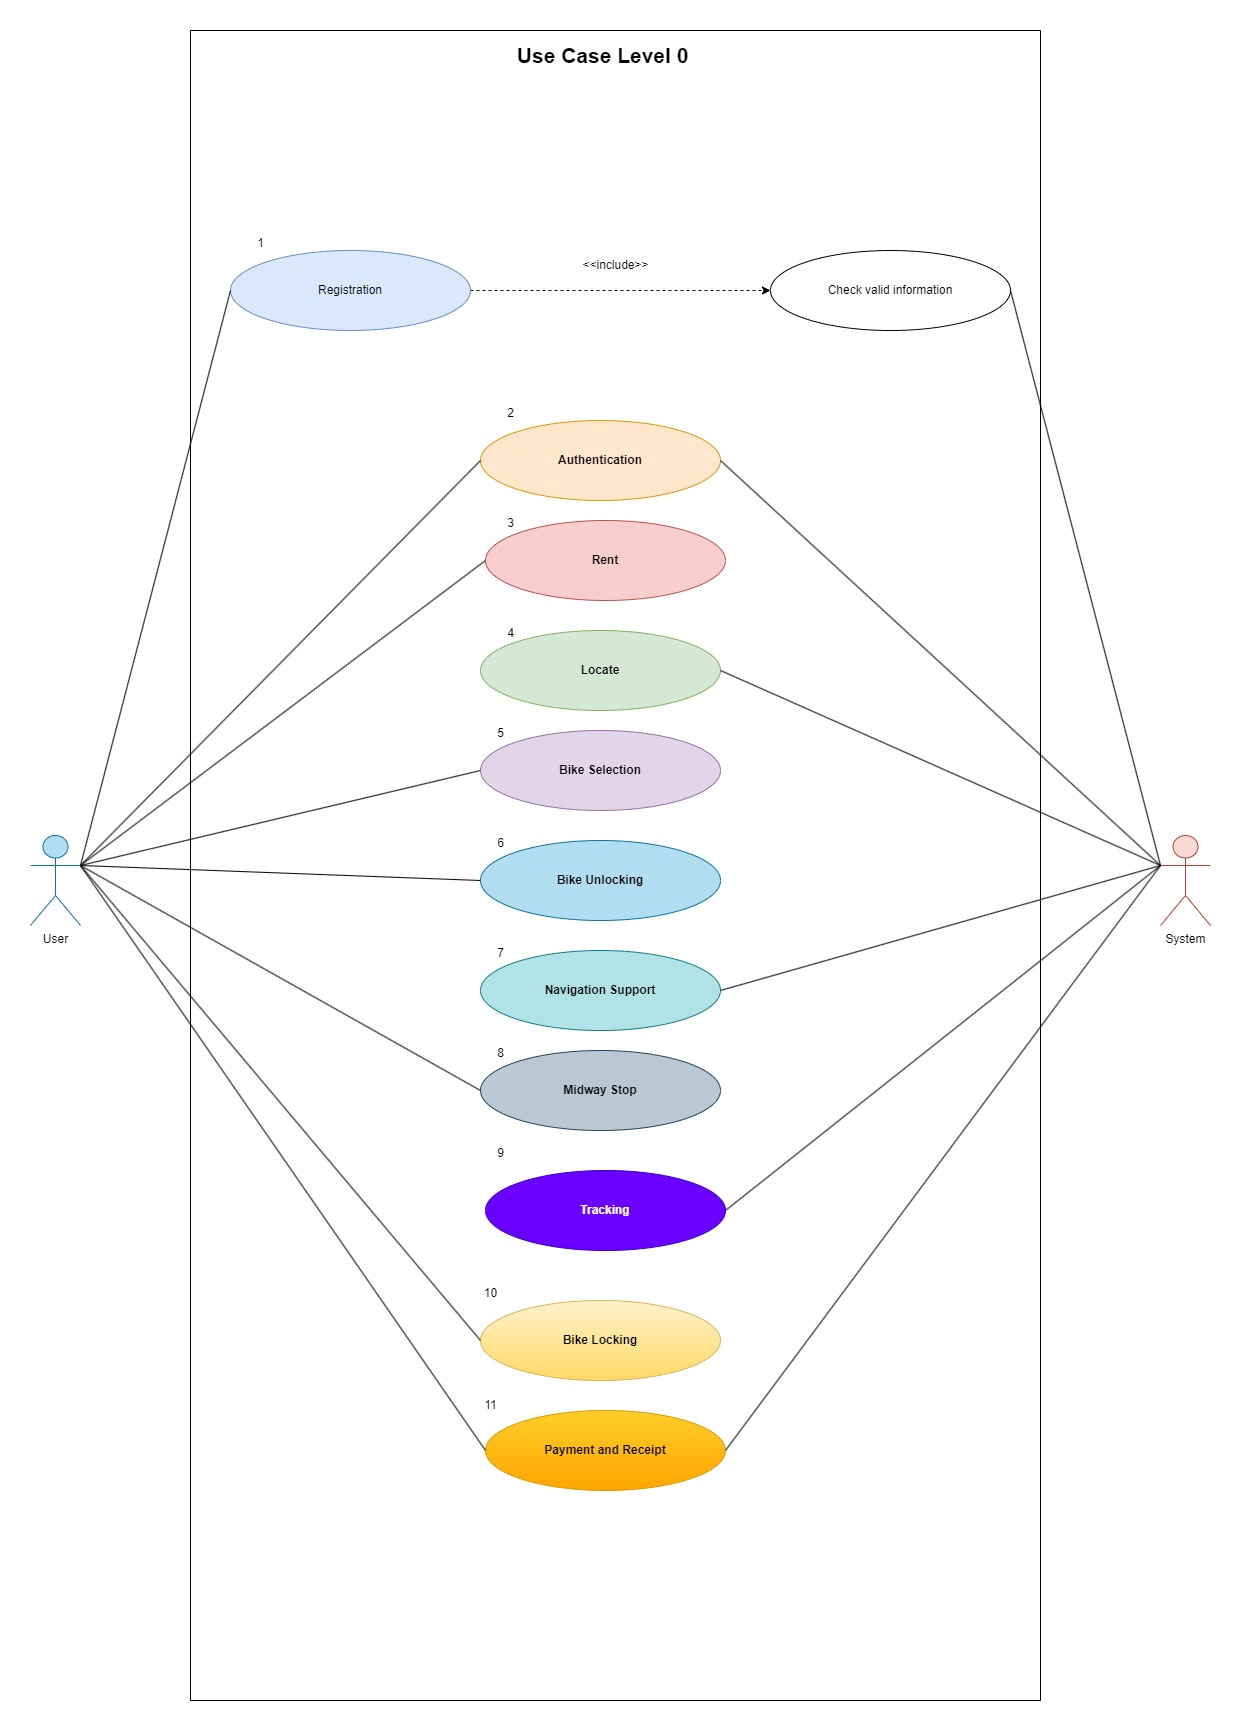 Use Case Level 0
1
<<include>>
Registration
Check valid information
2
Authentication
3
Rent
4
Locate
5
Bike Selection
6
Bike Unlocking
User
System
7
Navigation Support
8
Midway Stop
9
Tracking
10
Bike Locking
11
Payment and Receipt